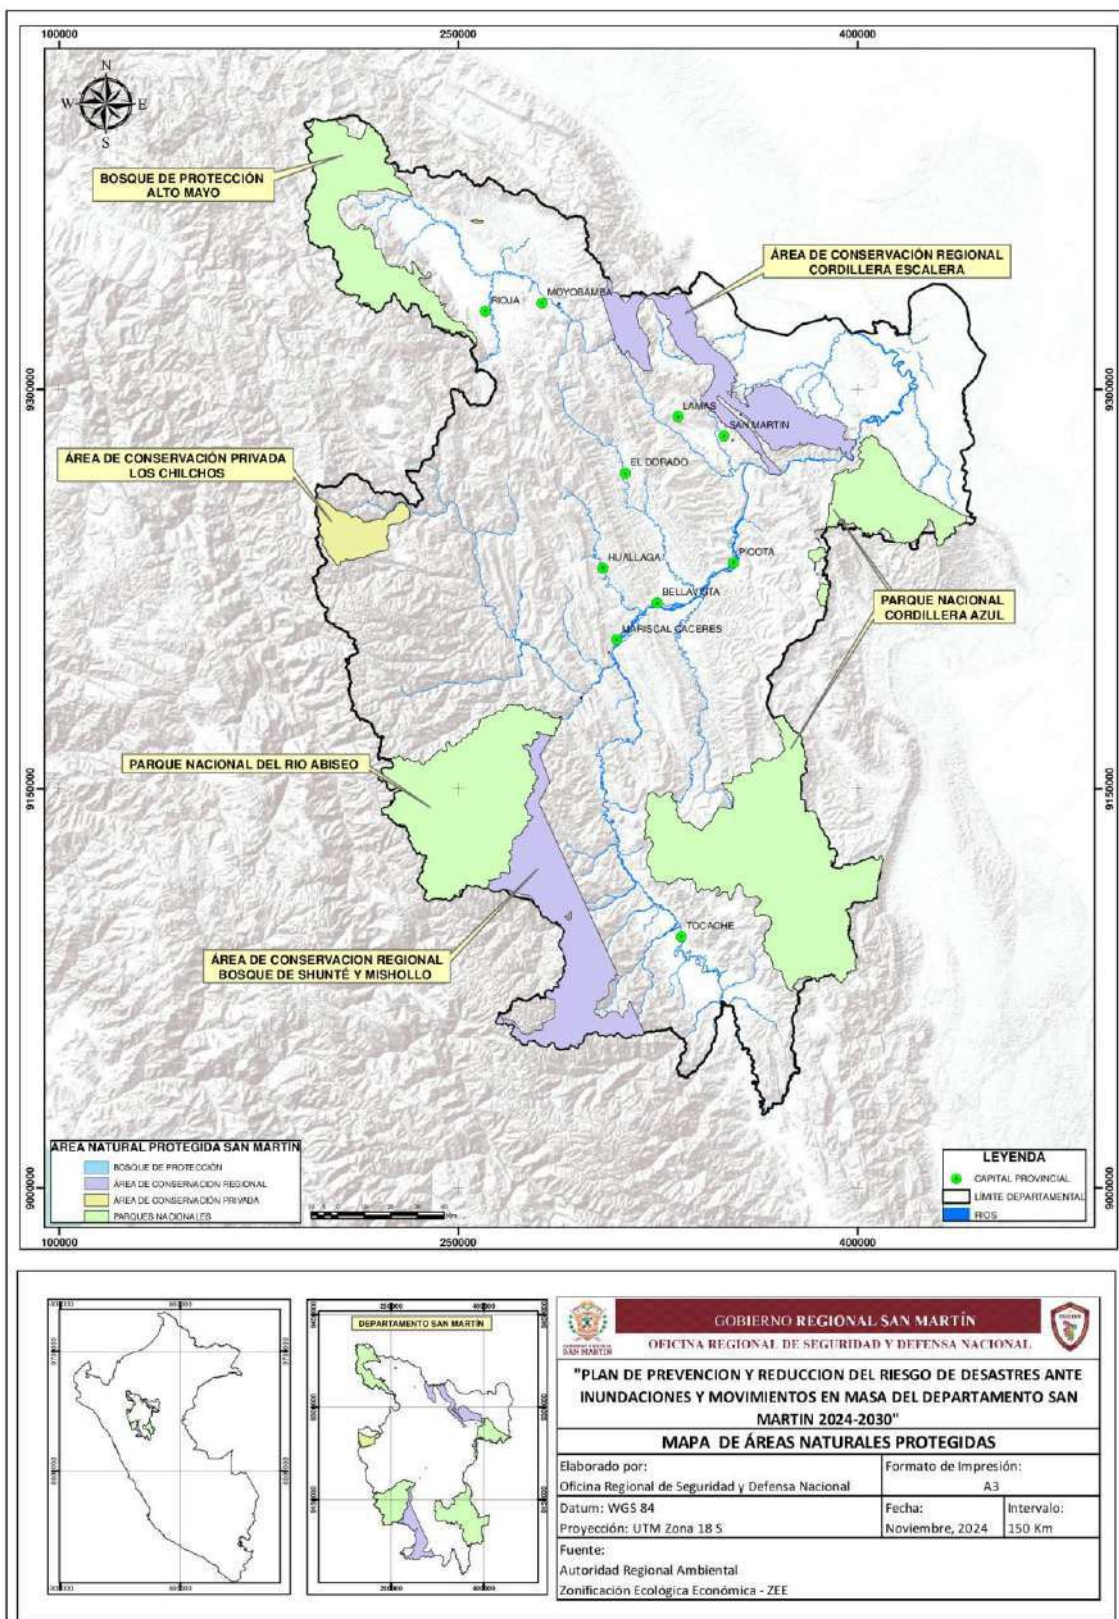 100000
250000
400000
N
W
E
S
BOSQUE DE PROTECCIÓN
ALTO MAYO
ÁREA DE CONSERVACIÓN REGIONAL
CORDILLERA ESCALERA
RIOJA
MOYOBAMBA
9300000
9300000
LAMAS
SAN MARTIN
ÁREA DE CONSERVACIÓN PRIVADA
LOS CHILCHOS
EL DORADO
HUALLAGA
PICOTA
BELLAVISTA
PARQUE NACIONAL
CORDILLERA AZUL
MARISCAL CACERES
PARQUE NACIONAL DEL RIO ABISEO
9150000
9150000
TOCACHE
ÁREA DE CONSERVACION REGIONAL
BOSQUE DE SHUNTÉ Y MISHOLLO
ÁREA NATURAL PROTEGIDA SAN MARTÍN
BOSQUE DE PROTECCIÓN
ÁREA DE CONSERVACIÓN REGIONAL
ÁREA DE CONSERVACIÓN PRIVADA
PARQUES NACIONALES
9000000
LEYENDA
CAPITAL PROVINCIAL
LÍMITE DEPARTAMENTAL
RIOS
9000000
100000
250000
400000
DEPARTAMENTO SAN MARTÍN
200000
400000
200000
400000
GOBIERNO REGIONAL SAN MARTÍN
OFICINA REGIONAL DE SEGURIDAD Y DEFENSA NACIONAL
SAN MARTÍN
"PLAN DE PREVENCION Y REDUCCION DEL RIESGO DE DESASTRES ANTE
INUNDACIONES Y MOVIMIENTOS EN MASA DEL DEPARTAMENTO SAN
MARTIN 2024-2030"
MAPA DE ÁREAS NATURALES PROTEGIDAS
Elaborado por:
Oficina Regional de Seguridad y Defensa Nacional
Formato de Impresión:
A3
Datum: WGS 84
Proyección: UTM Zona 18 S
Fecha:
Noviembre, 2024
Intervalo:
150 Km
Fuente:
Autoridad Regional Ambiental
Zonificación Ecológica Económica - ZEE